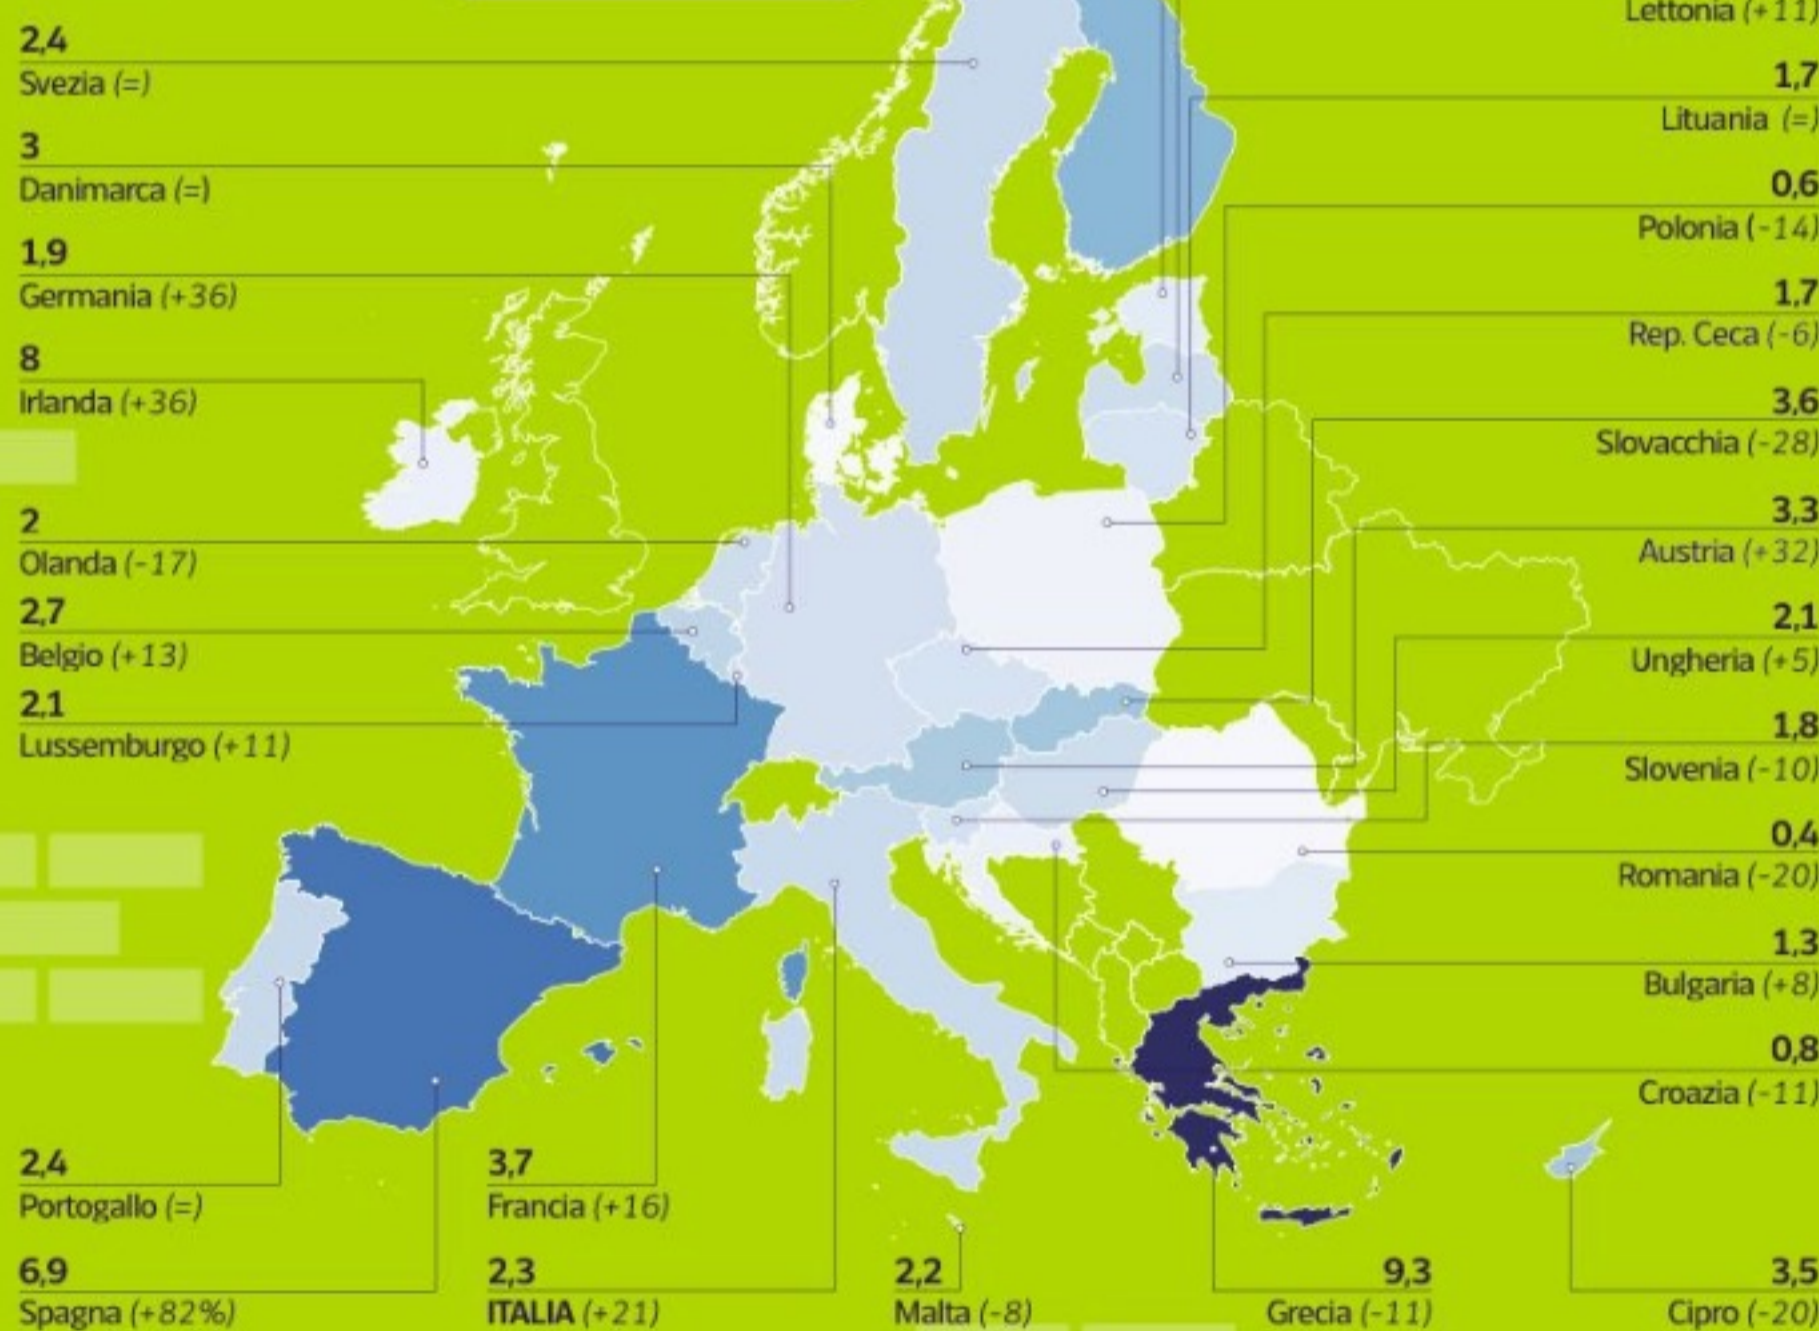 2,4
Svezia (=)
3
Danimarca (=)
1,9
Germania (+36)
8
Irlanda (+36)
2
Olanda (-17)
2,7
Belgio (+13)
2,1
Lussemburgo (+11)
2,4
Portogallo (=)
6,9
Spagna (+82%)
3,7
Francia (+16)
2,3
ITALIA (+21)
2,2
Malta (-8)
9,3
Grecia (-11)
Lettonia (+11)
1,7
Lituania (=)
0,6
Polonia (-14)
1,7
Rep. Ceca (-6)
3,6
Slovacchia (-28)
3,3
Austria (+32)
2,1
Ungheria (+5)
1,8
Slovenia (-10)
0,4
Romania (-20)
1,3
Bulgaria (+8)
0,8
Croazia (-11)
3,5
Cipro (-20)